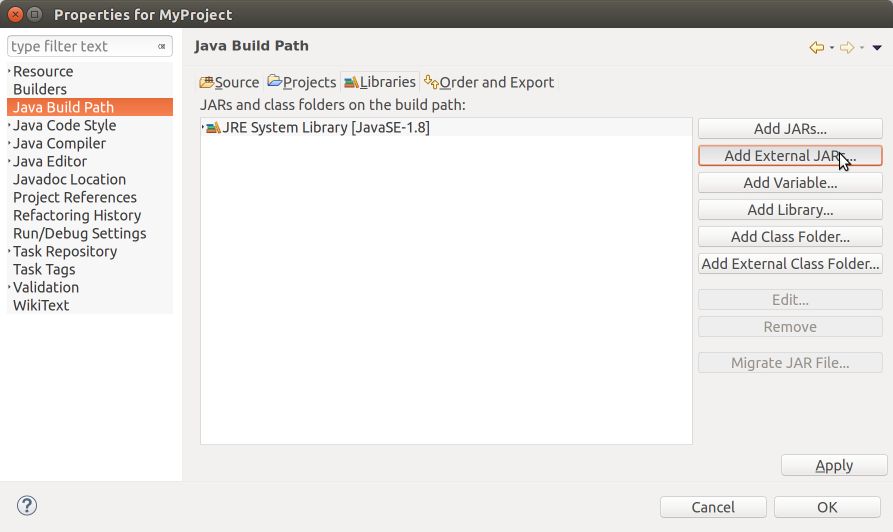 Properties for MyProject
type filter text
Java Build Path
Resource
Builders
Java Build Path
Java Code Style
Java Compiler
Java Editor
Javadoc Location
Project References
Refactoring History
Run/Debug Settings
Task Repository
Task Tags
Validation
WikiText
Source Projects Libraries Order and Export
JARs and class folders on the build path:
JRE System Library [JavaSE-1.8]
Add JARs...
Add External JARs...
Add Variable...
Add Library...
Add Class Folder...
Add External Class Folder...
Edit...
Remove
Migrate JAR File...
Apply
?
Cancel
OK